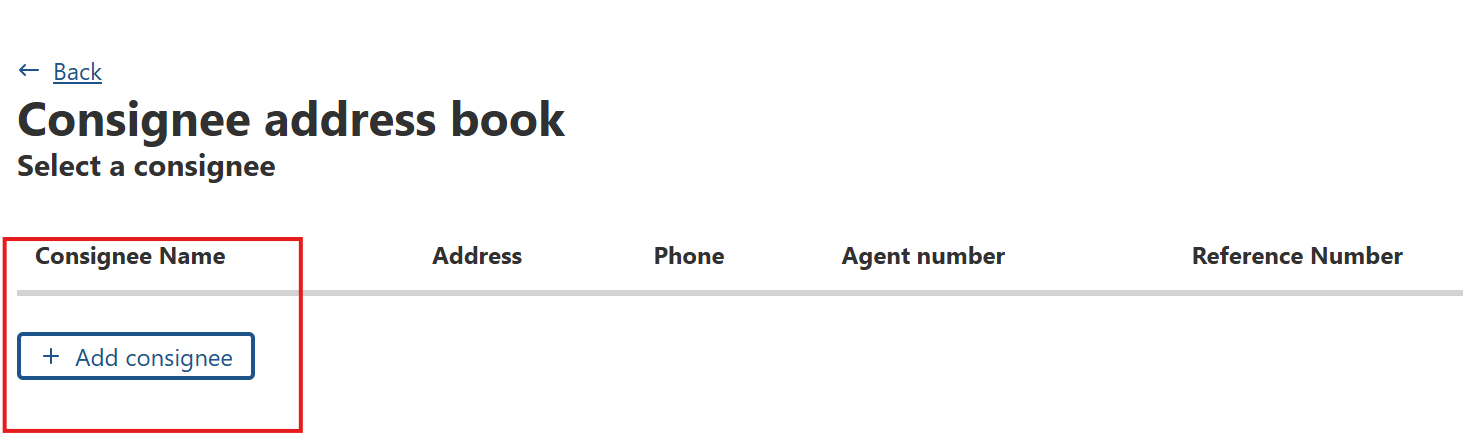 ← Back
Consignee address book
Select a consignee
Consignee Name Address Phone Agent number Reference Number
+ Add consignee